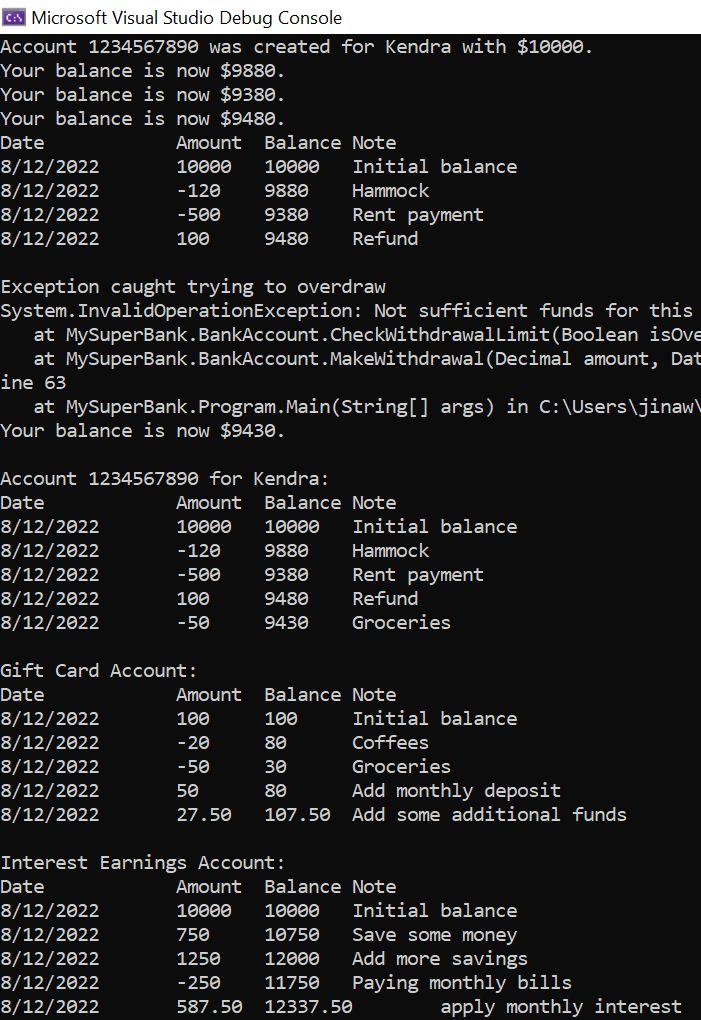 C:\ Microsoft Visual Studio Debug Console
Account 1234567890 was created for Kendra with $10000.
Your balance is now $9880.
Your balance is now $9380.
Your balance is now $9480.
Date Amount Balance Note
8/12/2022 10000 10000 Initial balance
8/12/2022 -120 9880 Hammock
8/12/2022 -500 9380 Rent payment
8/12/2022 100 9480 Refund
Exception caught trying to overdraw
System.InvalidOperationException: Not sufficient funds for this
at MySuperBank.BankAccount.CheckWithdrawalLimit(Boolean isOve
at MySuperBank.BankAccount.MakeWithdrawal(Decimal amount, Dat
ine 63
at MySuperBank.Program.Main(String[] args) in C:\Users\jinaw\
Your balance is now $9430.
Account 1234567890 for Kendra:
Date Amount Balance Note
8/12/2022 10000 10000 Initial balance
8/12/2022 -120 9880 Hammock
8/12/2022 -500 9380 Rent payment
8/12/2022 100 9480 Refund
8/12/2022 -50 9430 Groceries
Gift Card Account:
Date Amount Balance Note
8/12/2022 100 100 Initial balance
8/12/2022 -20 80 Coffees
8/12/2022 -50 30 Groceries
8/12/2022 50 80 Add monthly deposit
8/12/2022 27.50 107.50 Add some additional funds
Interest Earnings Account:
Date Amount Balance Note
8/12/2022 10000 10000 Initial balance
8/12/2022 750 10750 Save some money
8/12/2022 1250 12000 Add more savings
8/12/2022 -250 11750 Paying monthly bills
8/12/2022 587.50 12337.50 apply monthly interest